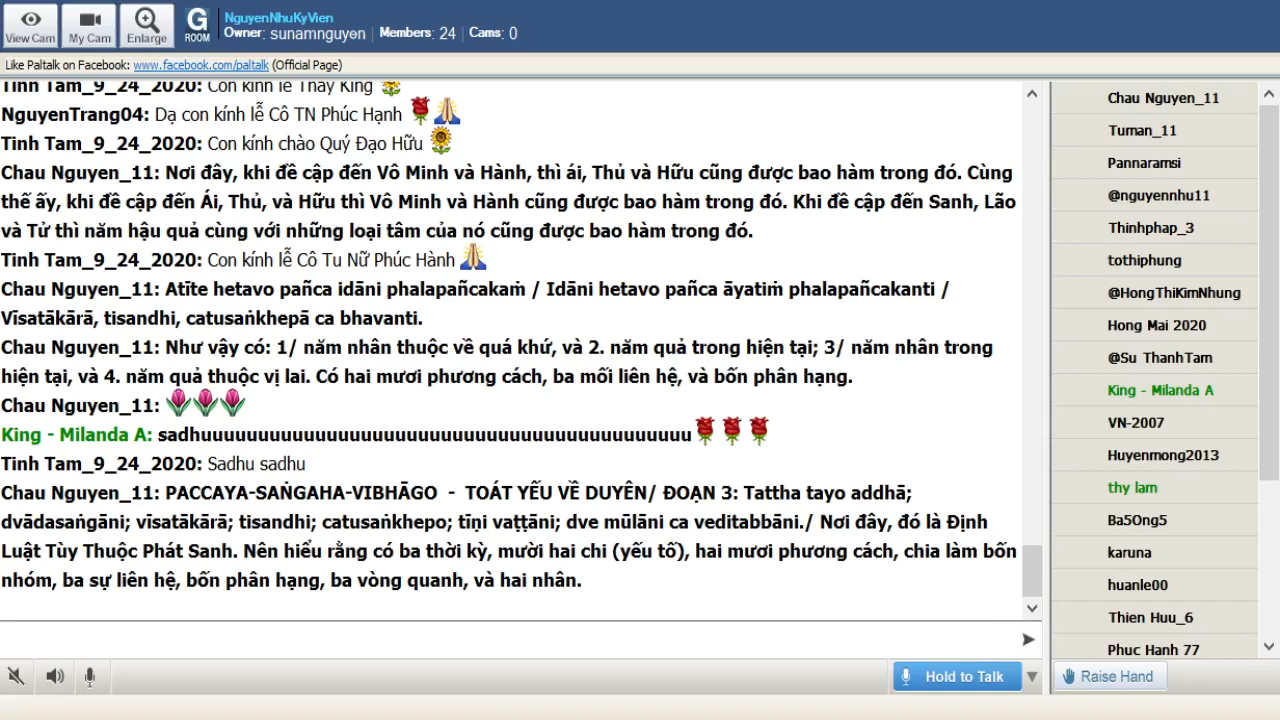 View Cam
My Cam
Enlarge
G
ROOM
NguyenNhuKyVien
Owner: sunamnguyen | Members: 24 | Cams: 0
Like Paltalk on Facebook: www.facebook.com/paltalk (Official Page)
Tinh Tam_9_24_2020: Con kính lễ Thầy King
NguyenTrang04: Dạ con kính lễ Cô TN Phúc Hạnh
Tinh Tam_9_24_2020: Con kính chào Quý Đạo Hữu
Chau Nguyen_11: Nơi đây, khi đề cập đến Vô Minh và Hành, thì ái, Thủ và Hữu cũng được bao hàm trong đó. Cùng
thế ấy, khi đề cập đến Ái, Thủ, và Hữu thì Vô Minh và Hành cũng được bao hàm trong đó. Khi đề cập đến Sanh, Lão
và Tử thì năm hậu quả cùng với những loại tâm của nó cũng được bao hàm trong đó.
Tinh Tam_9_24_2020: Con kính lễ Cô Tu Nữ Phúc Hành
Chau Nguyen_11: Atīte hetavo pañca idāni phalapañcakaṁ / Idāni hetavo pañca āyatiṁ phalapañcakanti /
Vīsatākārā, tisandhi, catusaṅkhepā ca bhavanti.
Chau Nguyen_11: Như vậy có: 1/ năm nhân thuộc về quá khứ, và 2. năm quả trong hiện tại; 3/ năm nhân trong
hiện tại, và 4. năm quả thuộc vị lai. Có hai mươi phương cách, ba mối liên hệ, và bốn phân hạng.
Chau Nguyen_11:
King - Milanda A: sadhuuuuuuuuuuuuuuuuuuuuuuuuuuuuuuuuuuuuuuuuuuu
Tinh Tam_9_24_2020: Sadhu sadhu
Chau Nguyen_11: PACCAYA-SAṄGAHA-VIBHĀGO - TOÁT YẾU VỀ DUYÊN/ ĐOẠN 3: Tattha tayo addhā;
dvādasaṅgāni; vīsatākārā; tisandhi; catusaṅkhepo; tīṇi vaṭṭāni; dve mūlāni ca veditabbāni./ Nơi đây, đó là Định
Luật Tùy Thuộc Phát Sanh. Nên hiểu rằng có ba thời kỳ, mười hai chi (yếu tố), hai mươi phương cách, chia làm bốn
nhóm, ba sự liên hệ, bốn phân hạng, ba vòng quanh, và hai nhân.
Hold to Talk
Chau Nguyen_11
Tuman_11
Pannaramsi
@nguyennhu11
Thinhphap_3
tothiphung
@HongThiKimNhung
Hong Mai 2020
@Su ThanhTam
King - Milanda A
VN-2007
Huyenmong2013
thy lam
Ba5Ong5
karuna
huanle00
Thien Huu_6
Phuc Hanh 77
Raise Hand